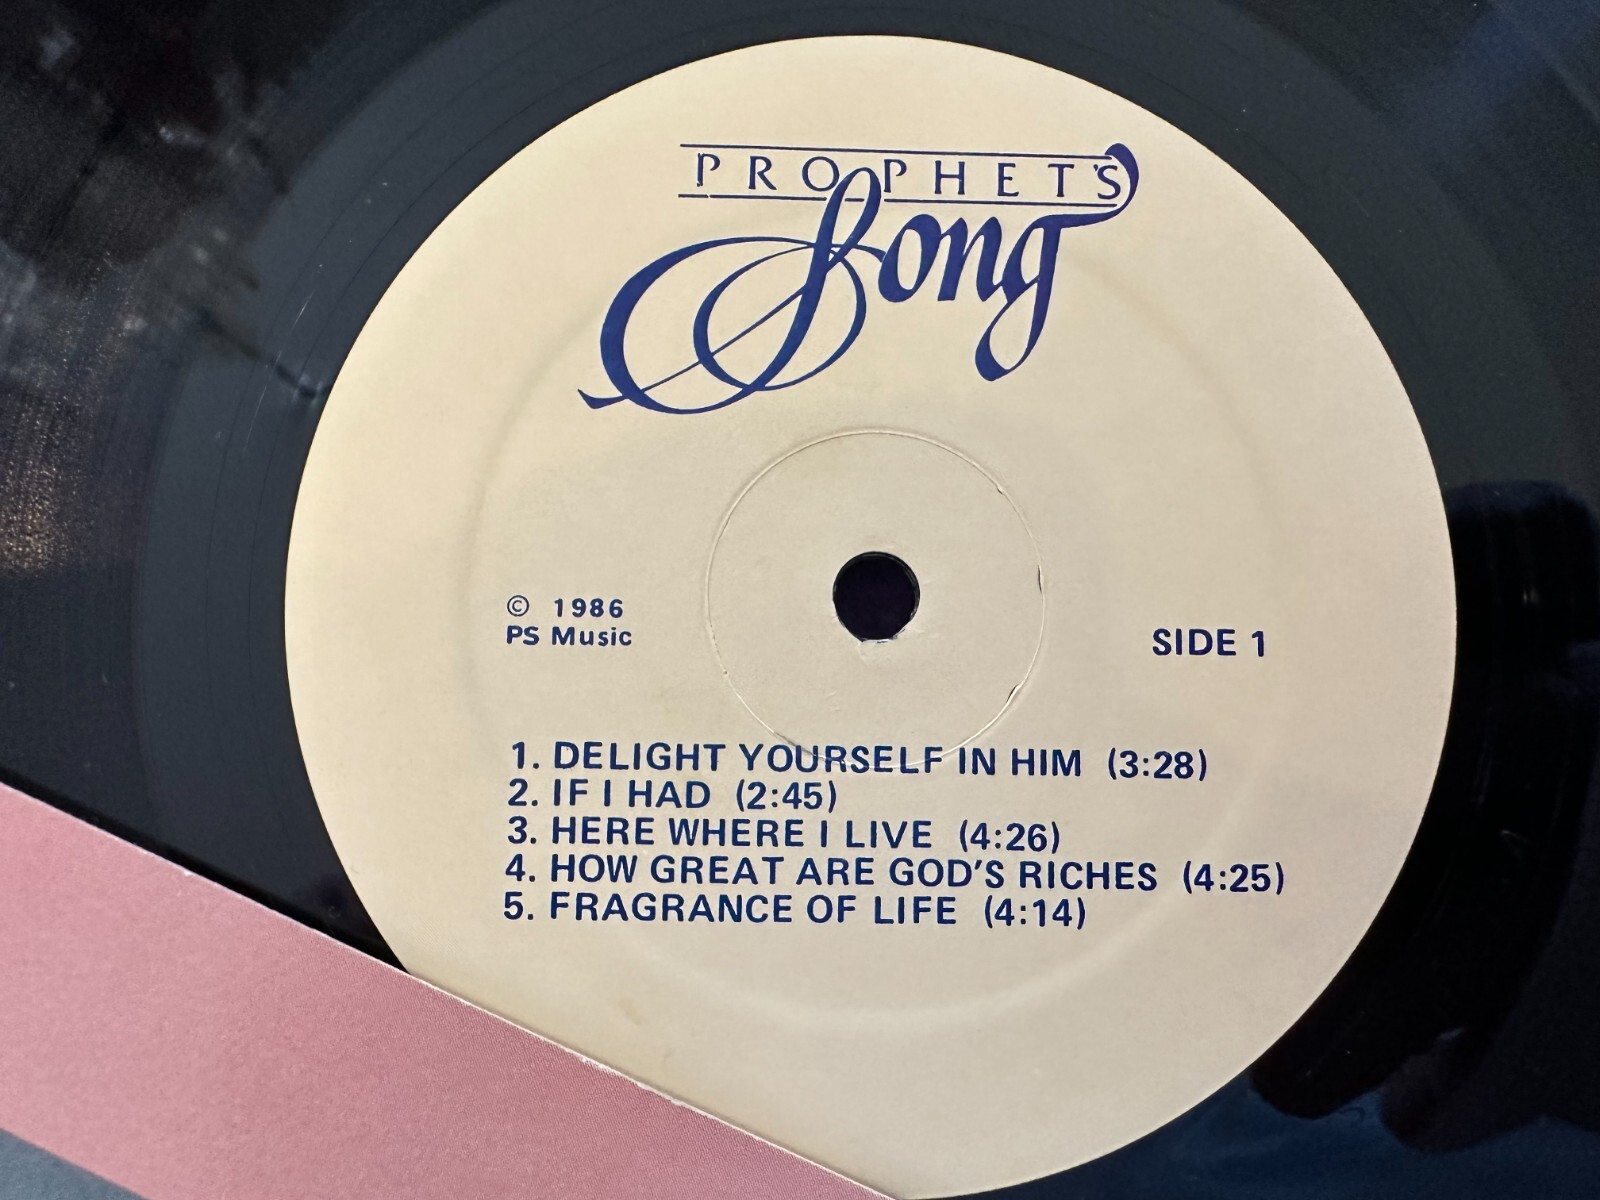 PROPHET'S
Song
© 1986
PS Music
SIDE 1
1. DELIGHT YOURSELF IN HIM (3:28)
2. IF I HAD (2:45)
3. HERE WHERE I LIVE (4:26)
4. HOW GREAT ARE GOD'S RICHES (4:25)
5. FRAGRANCE OF LIFE (4:14)